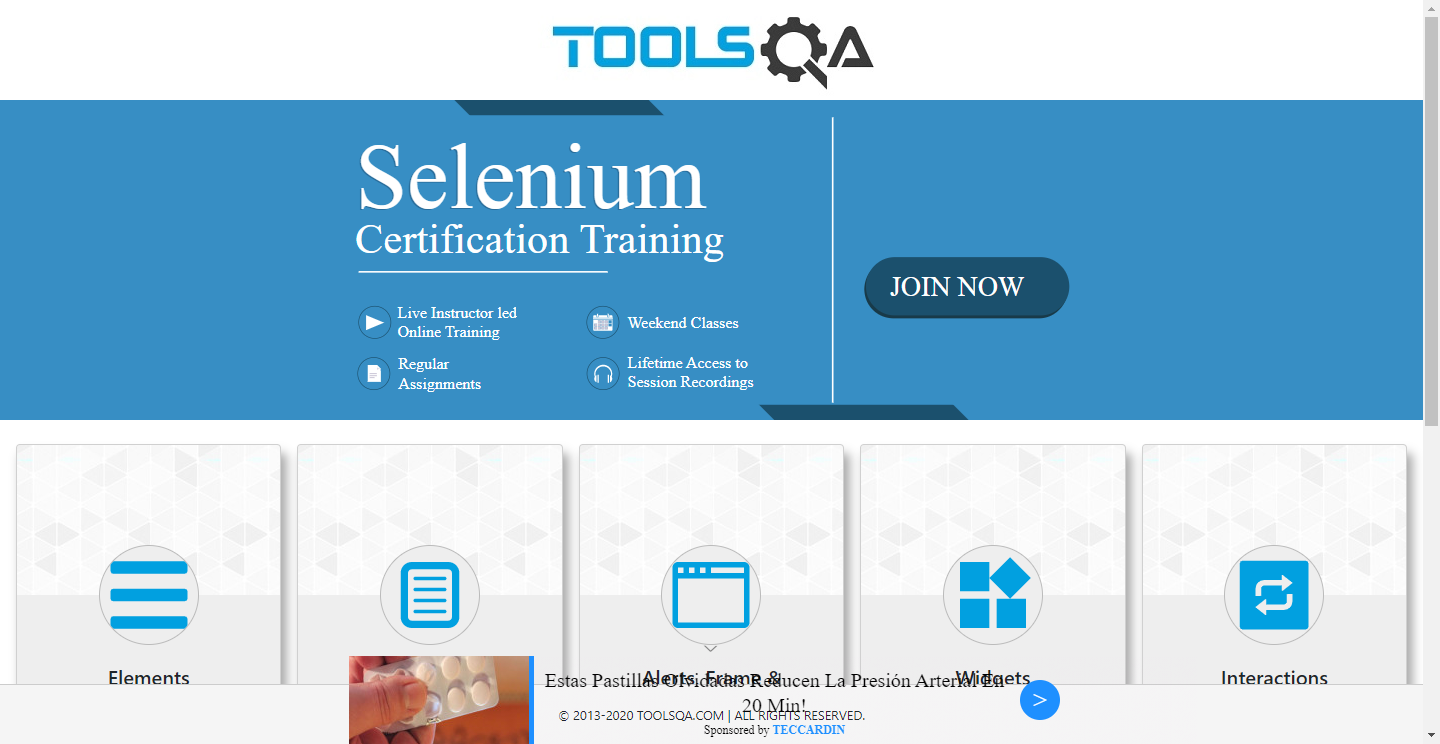 TOOLSQA
Selenium
Certification Training
JOIN NOW
Live Instructor led
Online Training
Weekend Classes
Regular
Assignments
Lifetime Access to
Session Recordings
Elements
Alerts, Frame &
Widgets
Interactions
Estas Pastillas Olvidadas Reducen La Presión Arterial En
20 Min!
>
© 2013-2020 TOOLSQA.COM | ALL RIGHTS RESERVED.
Sponsored by TECCARDIN